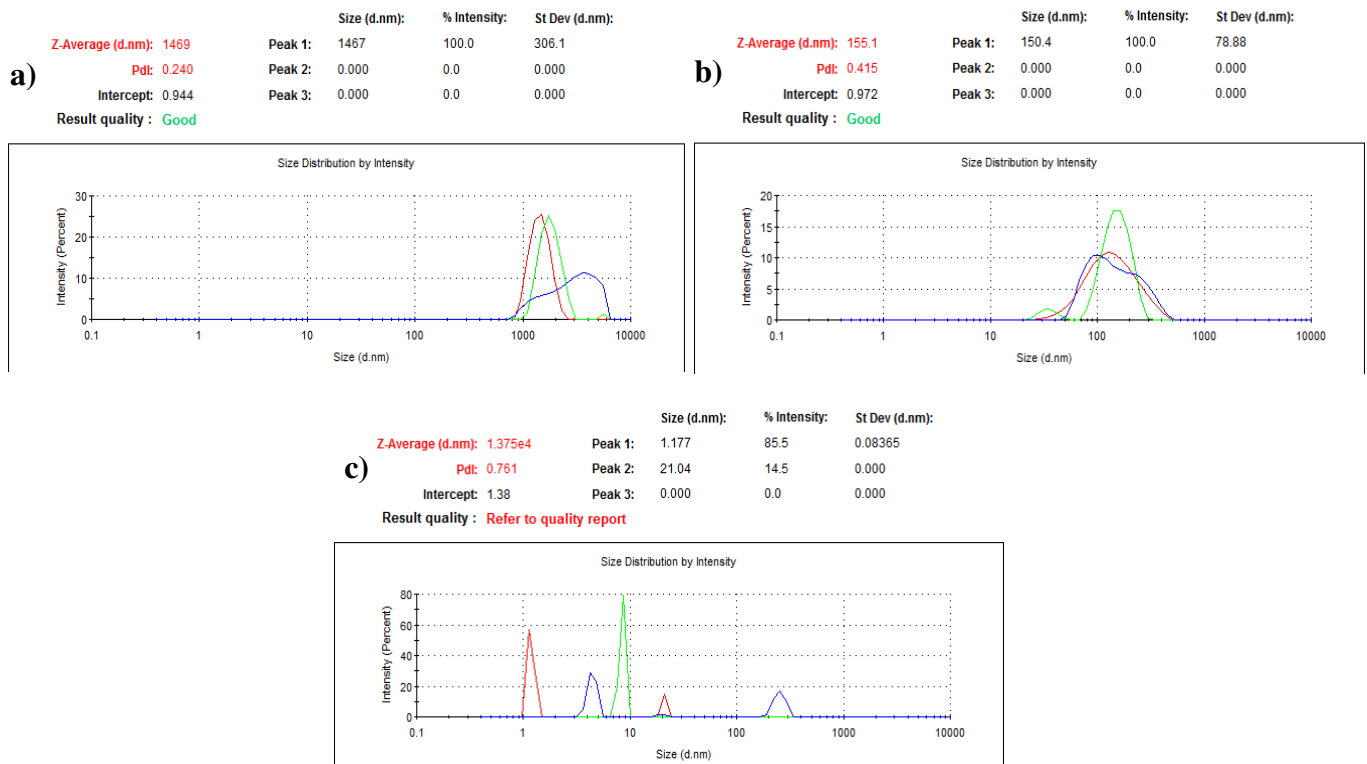 a)
Size (d.nm): % Intensity: St Dev (d.nm):
Z-Average (d.nm): 1469 Peak 1: 1467 100.0 306.1
PdI: 0.240 Peak 2: 0.000 0.0 0.000
Intercept: 0.944 Peak 3: 0.000 0.0 0.000
Result quality : Good
Size Distribution by Intensity
Intensity (Percent)
30
20
10
0
0.1 1 10 100 1000 10000
Size (d.nm)
b)
Size (d.nm): % Intensity: St Dev (d.nm):
Z-Average (d.nm): 155.1 Peak 1: 150.4 100.0 78.88
PdI: 0.415 Peak 2: 0.000 0.0 0.000
Intercept: 0.972 Peak 3: 0.000 0.0 0.000
Result quality : Good
Size Distribution by Intensity
Intensity (Percent)
20
15
10
5
0
0.1 1 10 100 1000 10000
Size (d.nm)
c)
Size (d.nm): % Intensity: St Dev (d.nm):
Z-Average (d.nm): 1.375e4 Peak 1: 1.177 85.5 0.08365
PdI: 0.761 Peak 2: 21.04 14.5 0.000
Intercept: 1.38 Peak 3: 0.000 0.0 0.000
Result quality : Refer to quality report
Size Distribution by Intensity
Intensity (Percent)
80
60
40
20
0
0.1 1 10 100 1000 10000
Size (d.nm)